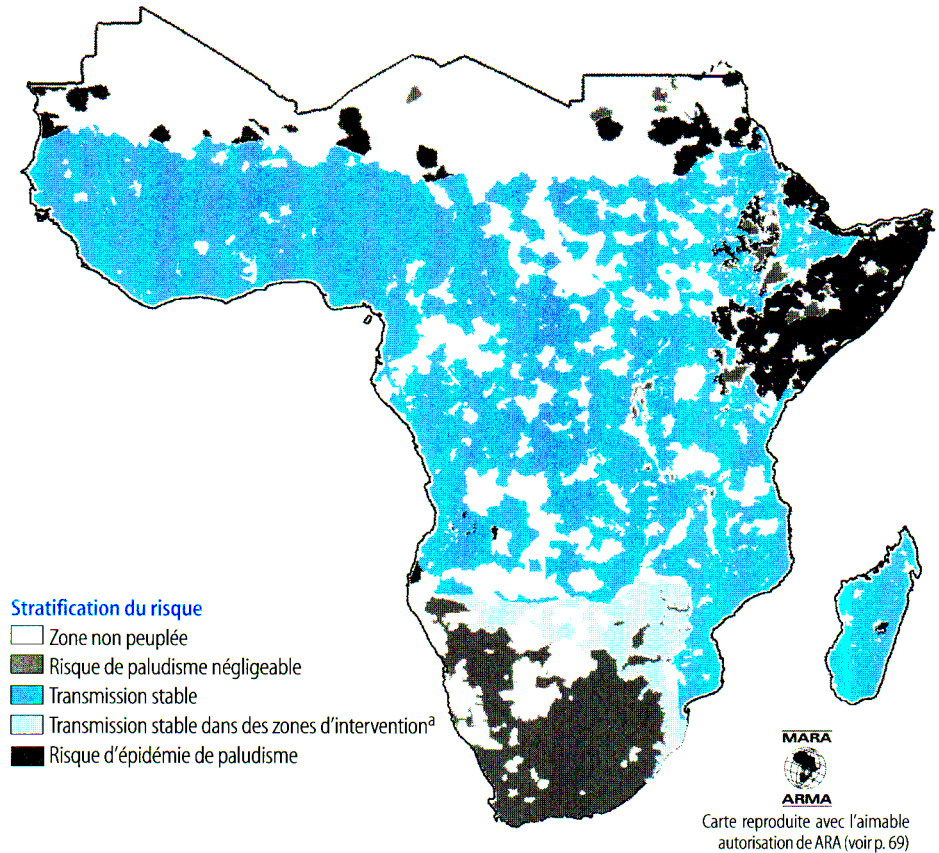 Stratification du risque
Zone non peuplée
Risque de paludisme négligeable
Transmission stable
Transmission stable dans des zones d'interventionᵃ
Risque d'épidémie de paludisme
MARA
ARMA
Carte reproduite avec l'aimable
autorisation de ARA (voir p. 69)